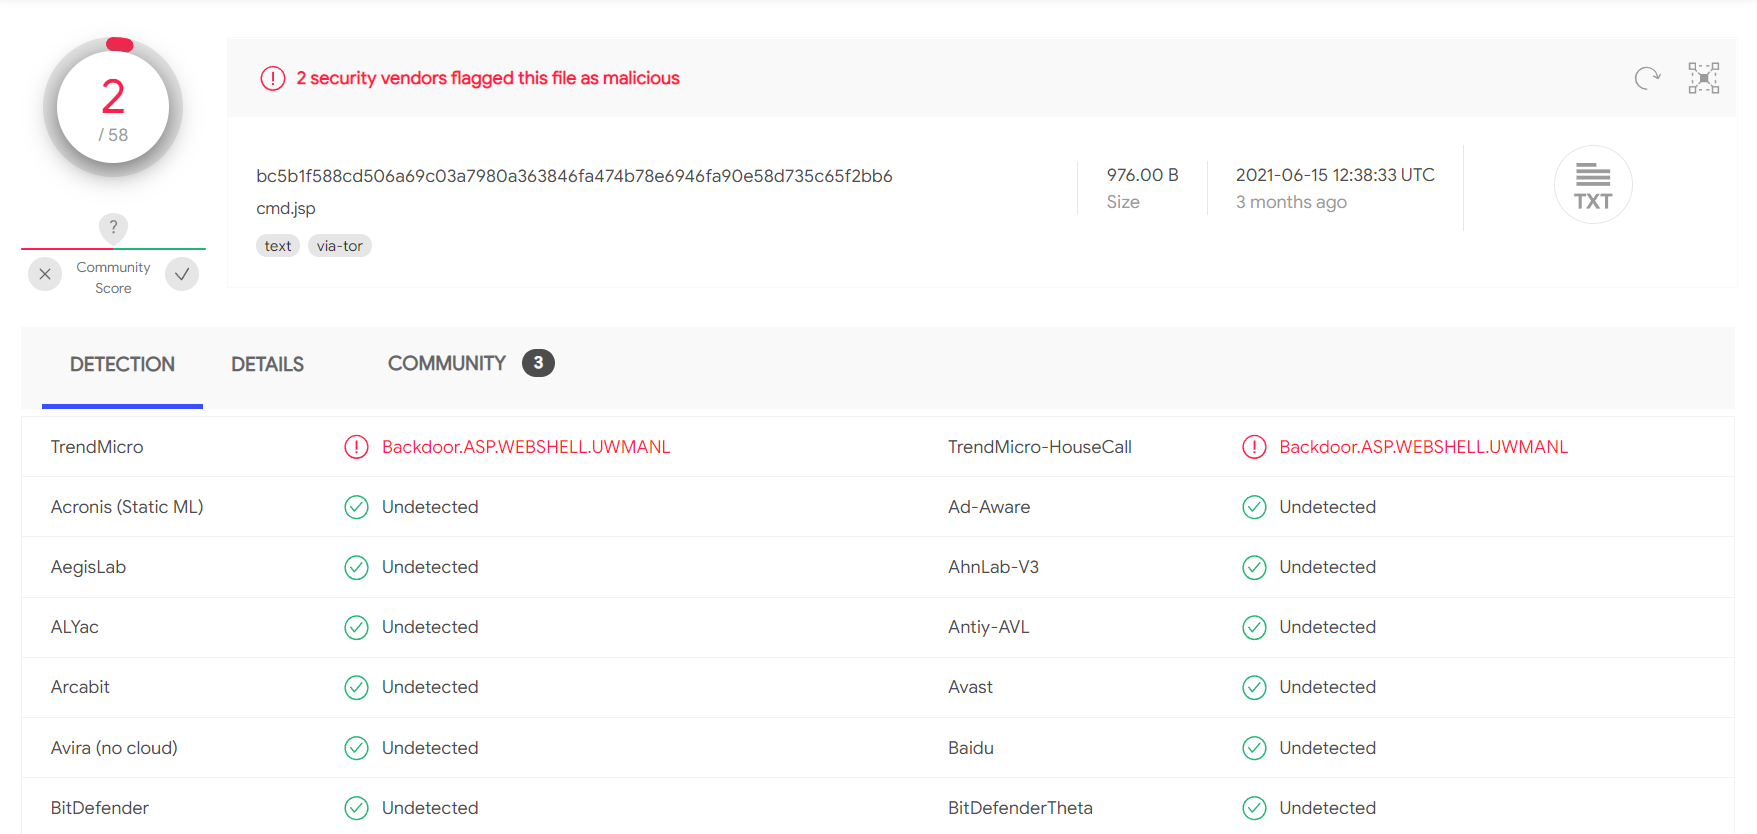 2
/ 58
2 security vendors flagged this file as malicious
bc5b1f588cd506a69c03a7980a363846fa474b78e6946fa90e58d735c65f2bb6
cmd.jsp
text via-tor
976.00 B
Size
2021-06-15 12:38:33 UTC
3 months ago
TXT
?
Community
Score
DETECTION DETAILS COMMUNITY 3
TrendMicro Backdoor.ASP.WEBSHELL.UWMANL TrendMicro-HouseCall Backdoor.ASP.WEBSHELL.UWMANL
Acronis (Static ML) Undetected Ad-Aware Undetected
AegisLab Undetected AhnLab-V3 Undetected
ALYac Undetected Antiy-AVL Undetected
Arcabit Undetected Avast Undetected
Avira (no cloud) Undetected Baidu Undetected
BitDefender Undetected BitDefenderTheta Undetected